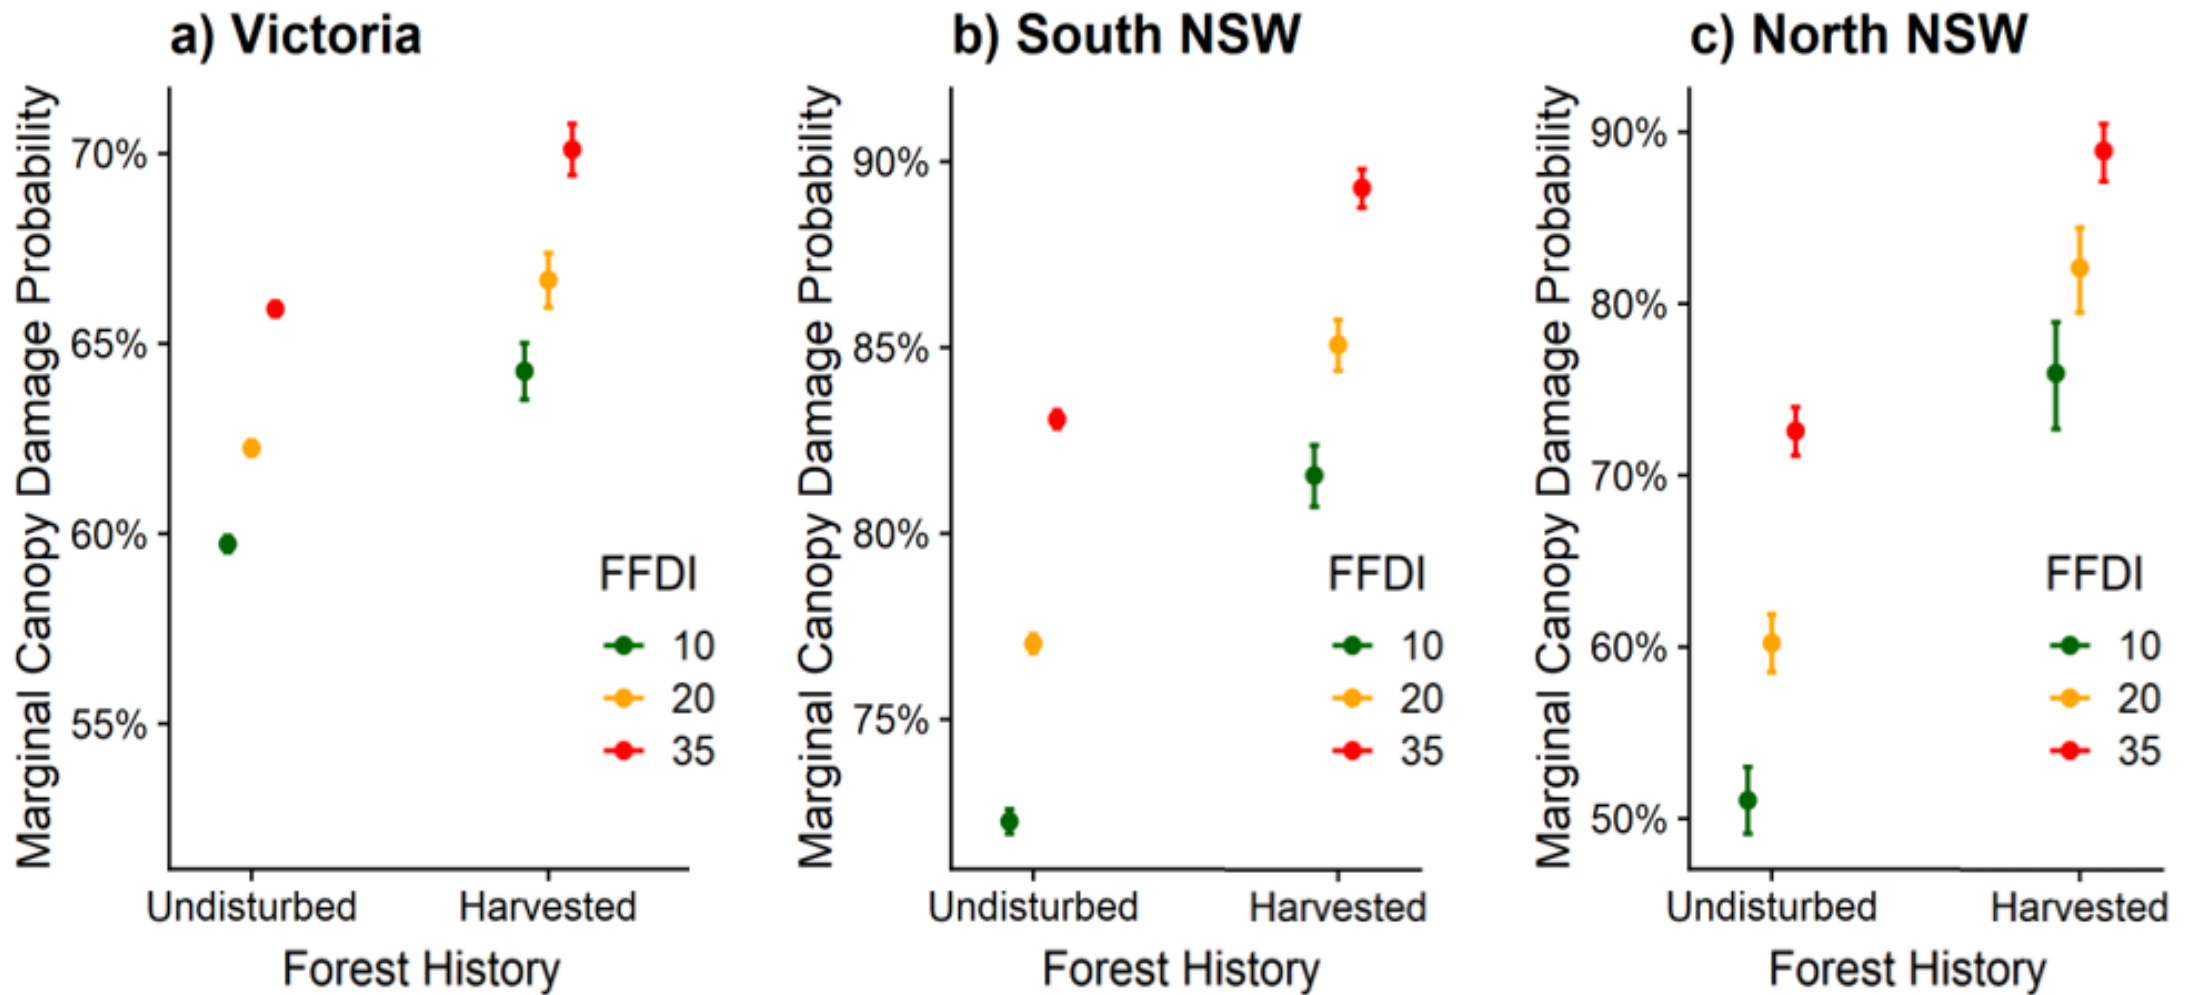 a) Victoria
Marginal Canopy Damage Probability
70%
65%
60%
55%
FFDI
10
20
35
Undisturbed
Harvested
Forest History
b) South NSW
Marginal Canopy Damage Probability
90%
85%
80%
75%
FFDI
10
20
35
Undisturbed
Harvested
Forest History
c) North NSW
Marginal Canopy Damage Probability
90%
80%
70%
60%
50%
FFDI
10
20
35
Undisturbed
Harvested
Forest History